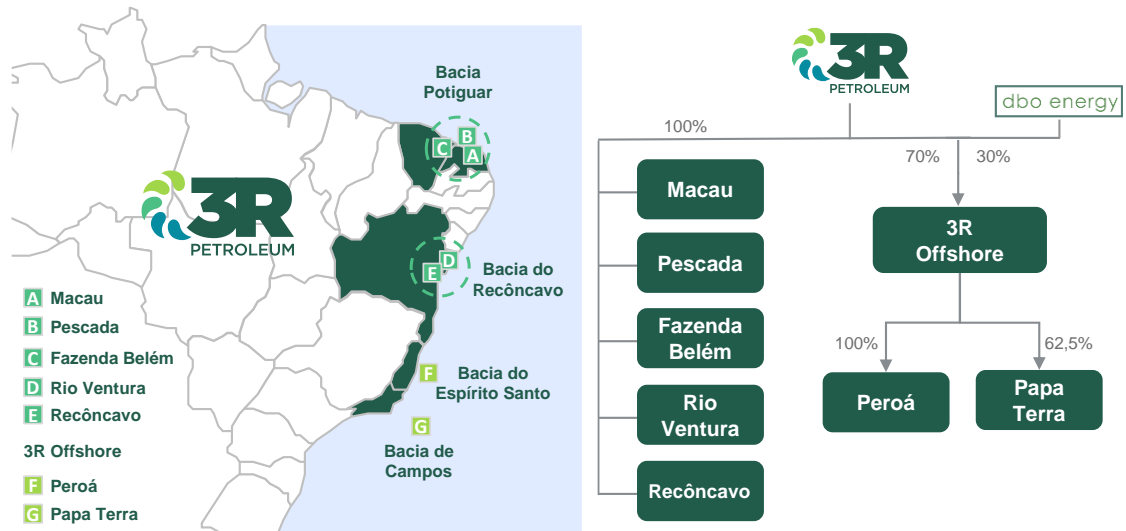 Bacia
Potiguar
B
C
A
3R
PETROLEUM
D
E
Bacia do
Recôncavo
A Macau
B Pescada
C Fazenda Belém
D Rio Ventura
E Recôncavo
3R Offshore
F Peroá
G Papa Terra
F
Bacia do
Espírito Santo
G
Bacia de
Campos
3R
PETROLEUM
dbo energy
100%
70%
30%
Macau
Pescada
Fazenda
Belém
Rio
Ventura
Recôncavo
3R
Offshore
100%
62,5%
Peroá
Papa
Terra